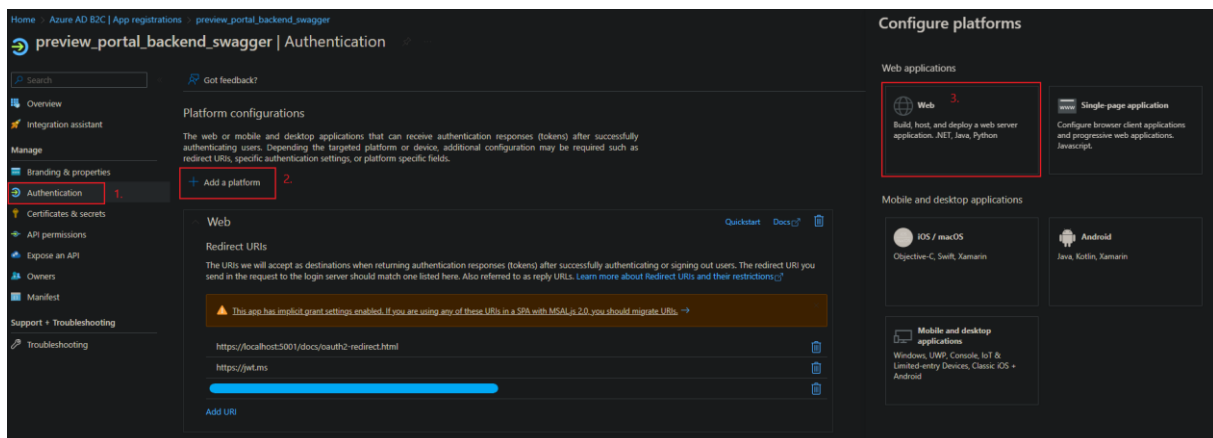 Home > Azure AD B2C | App registrations > preview_portal_backend_swagger
preview_portal_backend_swagger | Authentication
Search
Overview
Integration assistant
Manage
Branding & properties
Authentication
1.
Certificates & secrets
API permissions
Expose an API
Owners
Manifest
Support + Troubleshooting
Troubleshooting
Got feedback?
Platform configurations
The web or mobile and desktop applications that can receive authentication responses (tokens) after successfully
authenticating users. Depending the targeted platform or device, additional configuration may be required such as
redirect URIs, specific authentication settings, or platform specific fields.
+ Add a platform
2.
Web
Quickstart Docs
Redirect URIs
The URIs we will accept as destinations when returning authentication responses (tokens) after successfully authenticating or signing out users. The redirect URI you
send in the request to the login server should match one listed here. Also referred to as reply URLs. Learn more about Redirect URIs and their restrictions
This app has implicit grant settings enabled. If you are using any of these URIs in a SPA with MSAL.js 2.0, you should migrate URIs. →
https://localhost:5001/docs/oauth2-redirect.html
https://jwt.ms
Add URI
Configure platforms
Web applications
Web
3.
Build, host, and deploy a web server
application. .NET, Java, Python
www
Single-page application
Configure browser client applications
and progressive web applications.
Javascript.
Mobile and desktop applications
iOS / macOS
Objective-C, Swift, Xamarin
Android
Java, Kotlin, Xamarin
Mobile and desktop
applications
Windows, UWP, Console, IoT &
Limited-entry Devices, Classic iOS +
Android